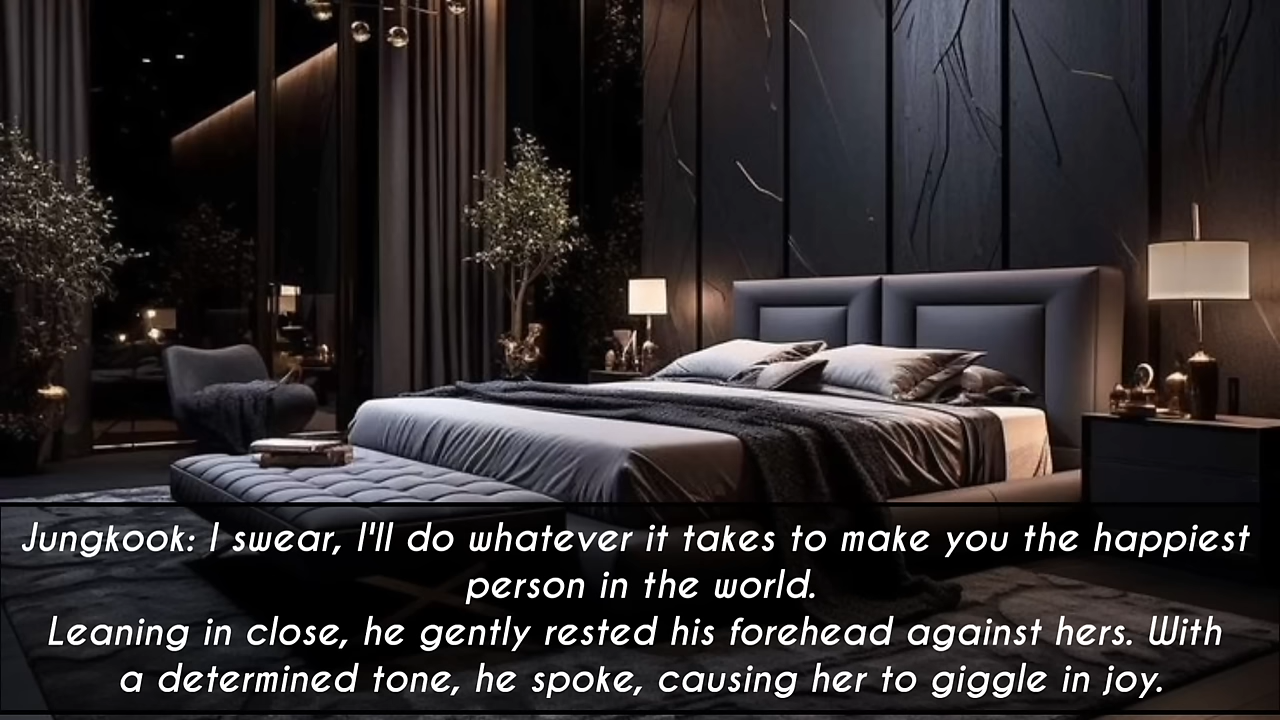 Jungkook: I swear, I'll do whatever it takes to make you the happiest
person in the world.
Leaning in close, he gently rested his forehead against hers. With
a determined tone, he spoke, causing her to giggle in joy.